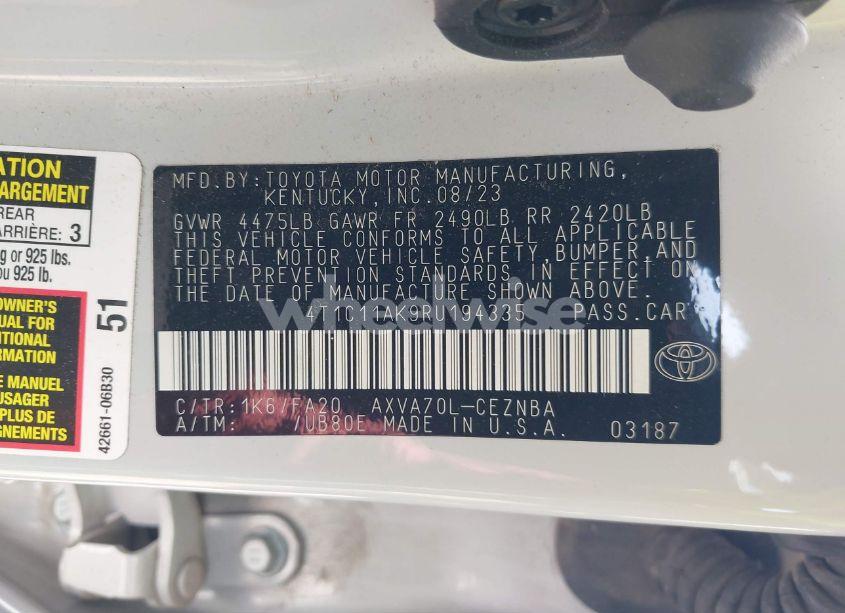 ATION
ARGEMENT
REAR
ARRIÈRE: 3
g or 925 lbs.
u 925 lb.
OWNER'S
UAL FOR
ITIONAL
RMATION
E MANUEL
PLUS DE
GNEMENTS
51
42661-06B30
MFD.BY:TOYOTA MOTOR MANUFACTURING,
KENTUCKY,INC.08/23
GVWR 4475LB GAWR FR 2490LB RR 2420LB
THIS VEHICLE CONFORMS TO ALL APPLICABLE
FEDERAL MOTOR VEHICLE SAFETY,BUMPER,AND
THEFT PREVENTION STANDARDS IN EFFECT ON
THE DATE OF MANUFACTURE SHOWN ABOVE.
4T1C11AK9RU194335 PASS.CAR
wheelwise
C/TR:1K6/FA20 AXVA70L-CEZNBA
A/TM: /UB80E MADE IN U.S.A. 03187